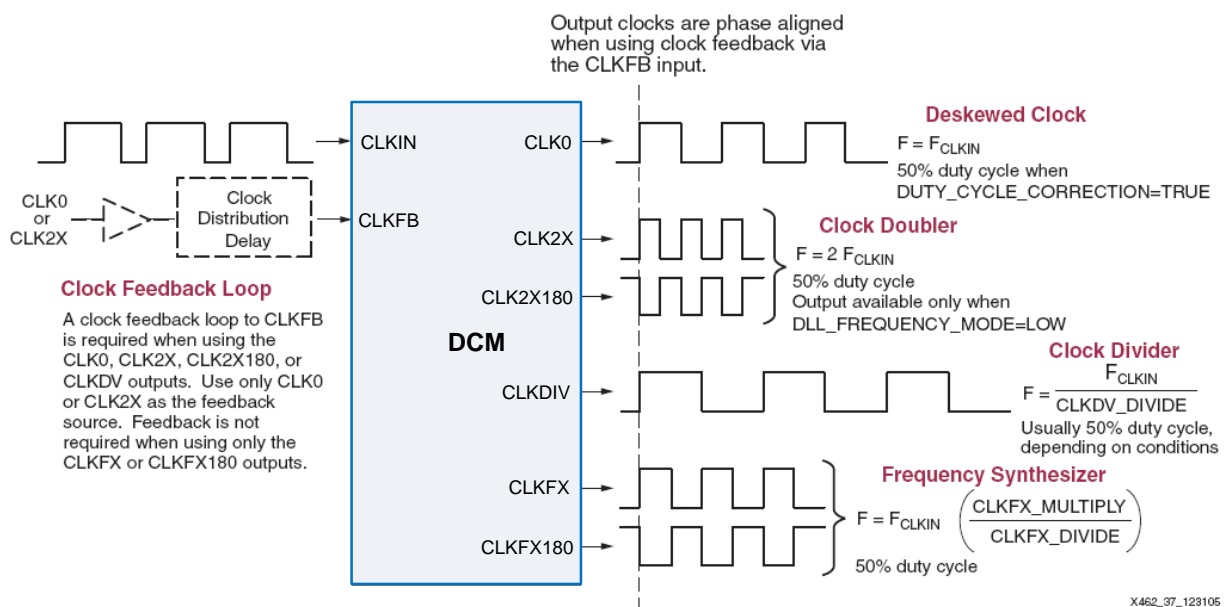 Output clocks are phase aligned
when using clock feedback via
the CLKFB input.
CLKIN
CLK0
or
CLK2X
Clock
Distribution
Delay
CLKFB
Clock Feedback Loop
A clock feedback loop to CLKFB
is required when using the
CLK0, CLK2X, CLK2X180, or
CLKDV outputs. Use only CLK0
or CLK2X as the feedback
source. Feedback is not
required when using only the
CLKFX or CLKFX180 outputs.
DCM
CLK0
Deskewed Clock
F = FCLKIN
50% duty cycle when
DUTY_CYCLE_CORRECTION=TRUE
CLK2X
CLK2X180
Clock Doubler
F = 2 FCLKIN
50% duty cycle
Output available only when
DLL_FREQUENCY_MODE=LOW
CLKDIV
Clock Divider
F = FCLKIN
CLKDV_DIVIDE
Usually 50% duty cycle,
depending on conditions
CLKFX
CLKFX180
Frequency Synthesizer
F = FCLKIN (CLKFX_MULTIPLY
CLKFX_DIVIDE)
50% duty cycle
X462_37_123105